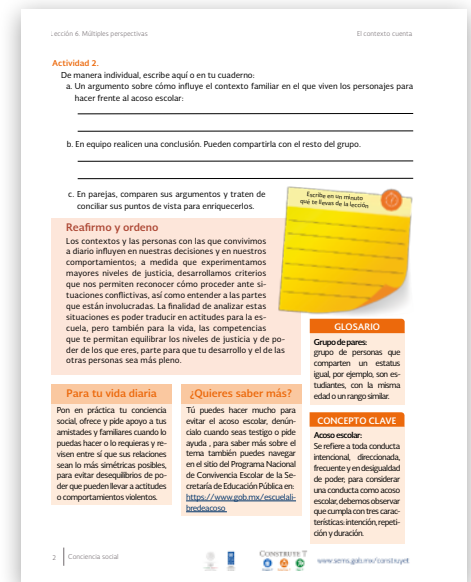 Lección 6. Múltiples perspectivas
El contexto cuenta
Actividad 2.
De manera individual, escribe aquí o en tu cuaderno:
a. Un argumento sobre cómo influye el contexto familiar en el que viven los personajes para
hacer frente al acoso escolar:
b. En equipo realicen una conclusión. Pueden compartirla con el resto del grupo.
c. En parejas, comparen sus argumentos y traten de
conciliar sus puntos de vista para enriquecerlos.
Escribe en un minuto
qué te llevas de la lección
Reafirmo y ordeno
Los contextos y las personas con las que convivimos
a diario influyen en nuestras decisiones y en nuestros
comportamientos; a medida que experimentamos
mayores niveles de justicia, desarrollamos criterios
que nos permiten reconocer cómo proceder ante si-
tuaciones conflictivas, así como entender a las partes
que están involucradas. La finalidad de analizar estas
situaciones es poder traducir en actitudes para la es-
cuela, pero también para la vida, las competencias
que te permitan equilibrar los niveles de justicia y de po-
der de los que eres, parte para que tu desarrollo y el de las
otras personas sea más pleno.
GLOSARIO
Grupo de pares:
grupo de personas que
comparten un estatus
igual, por ejemplo, son es-
tudiantes, con la misma
edad o un rango similar.
Para tu vida diaria
Pon en práctica tu conciencia
social, ofrece y pide apoyo a tus
amistades y familiares cuando lo
puedas hacer o lo requieras y re-
visen entre sí que sus relaciones
sean lo más simétricas posibles,
para evitar desequilibrios de po-
der que pueden llevar a actitudes
o comportamientos violentos.
¿Quieres saber más?
Tú puedes hacer mucho para
evitar el acoso escolar, denún-
cialo cuando seas testigo o pide
ayuda , para saber más sobre el
tema también puedes navegar
en el sitio del Programa Nacional
de Convivencia Escolar de la Se-
cretaría de Educación Pública en:
https://www.gob.mx/escuelali-
bredeacoso
CONCEPTO CLAVE
Acoso escolar:
Se refiere a toda conducta
intencional, direccionada,
frecuente y en desigualdad
de poder; para considerar
una conducta como acoso
escolar, debemos observar
que cumpla con tres carac-
terísticas: intención, repeti-
ción y duración.
2
Conciencia social
CONSTRUYE T
www.sems.gob.mx/construyet